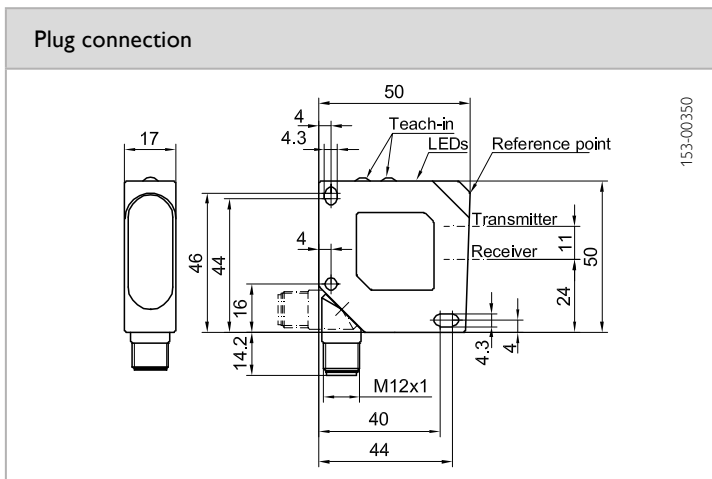 Plug connection
153-00350
50
4
Teach-in
4.3
LEDs
Reference point
17
Transmitter
4
Receiver
11
50
46
44
16
24
14.2
4.3
4
M12x1
40
44